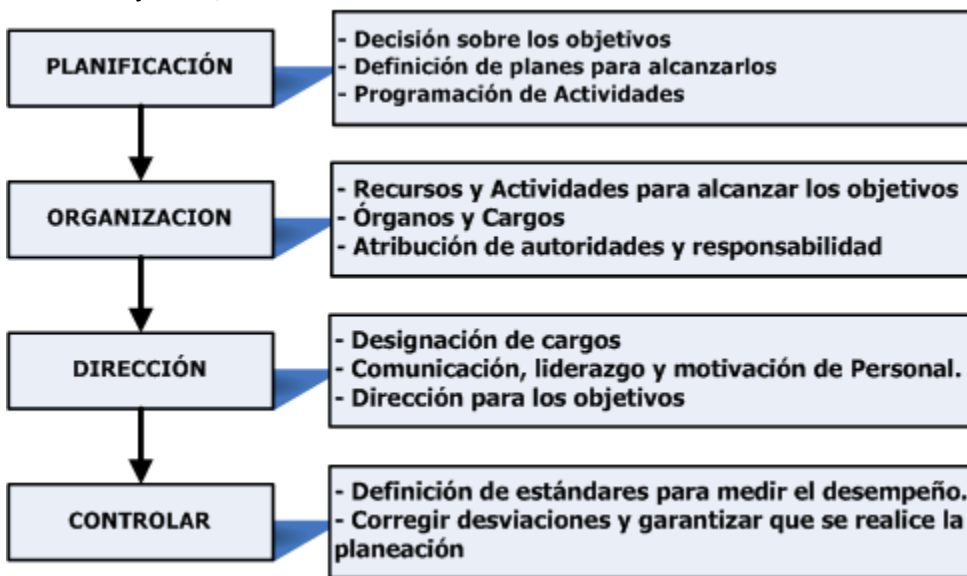 PLANIFICACIÓN
- Decisión sobre los objetivos
- Definición de planes para alcanzarlos
- Programación de Actividades
ORGANIZACION
- Recursos y Actividades para alcanzar los objetivos
- Órganos y Cargos
- Atribución de autoridades y responsabilidad
DIRECCIÓN
- Designación de cargos
- Comunicación, liderazgo y motivación de Personal.
- Dirección para los objetivos
CONTROLAR
- Definición de estándares para medir el desempeño.
- Corregir desviaciones y garantizar que se realice la
planeación